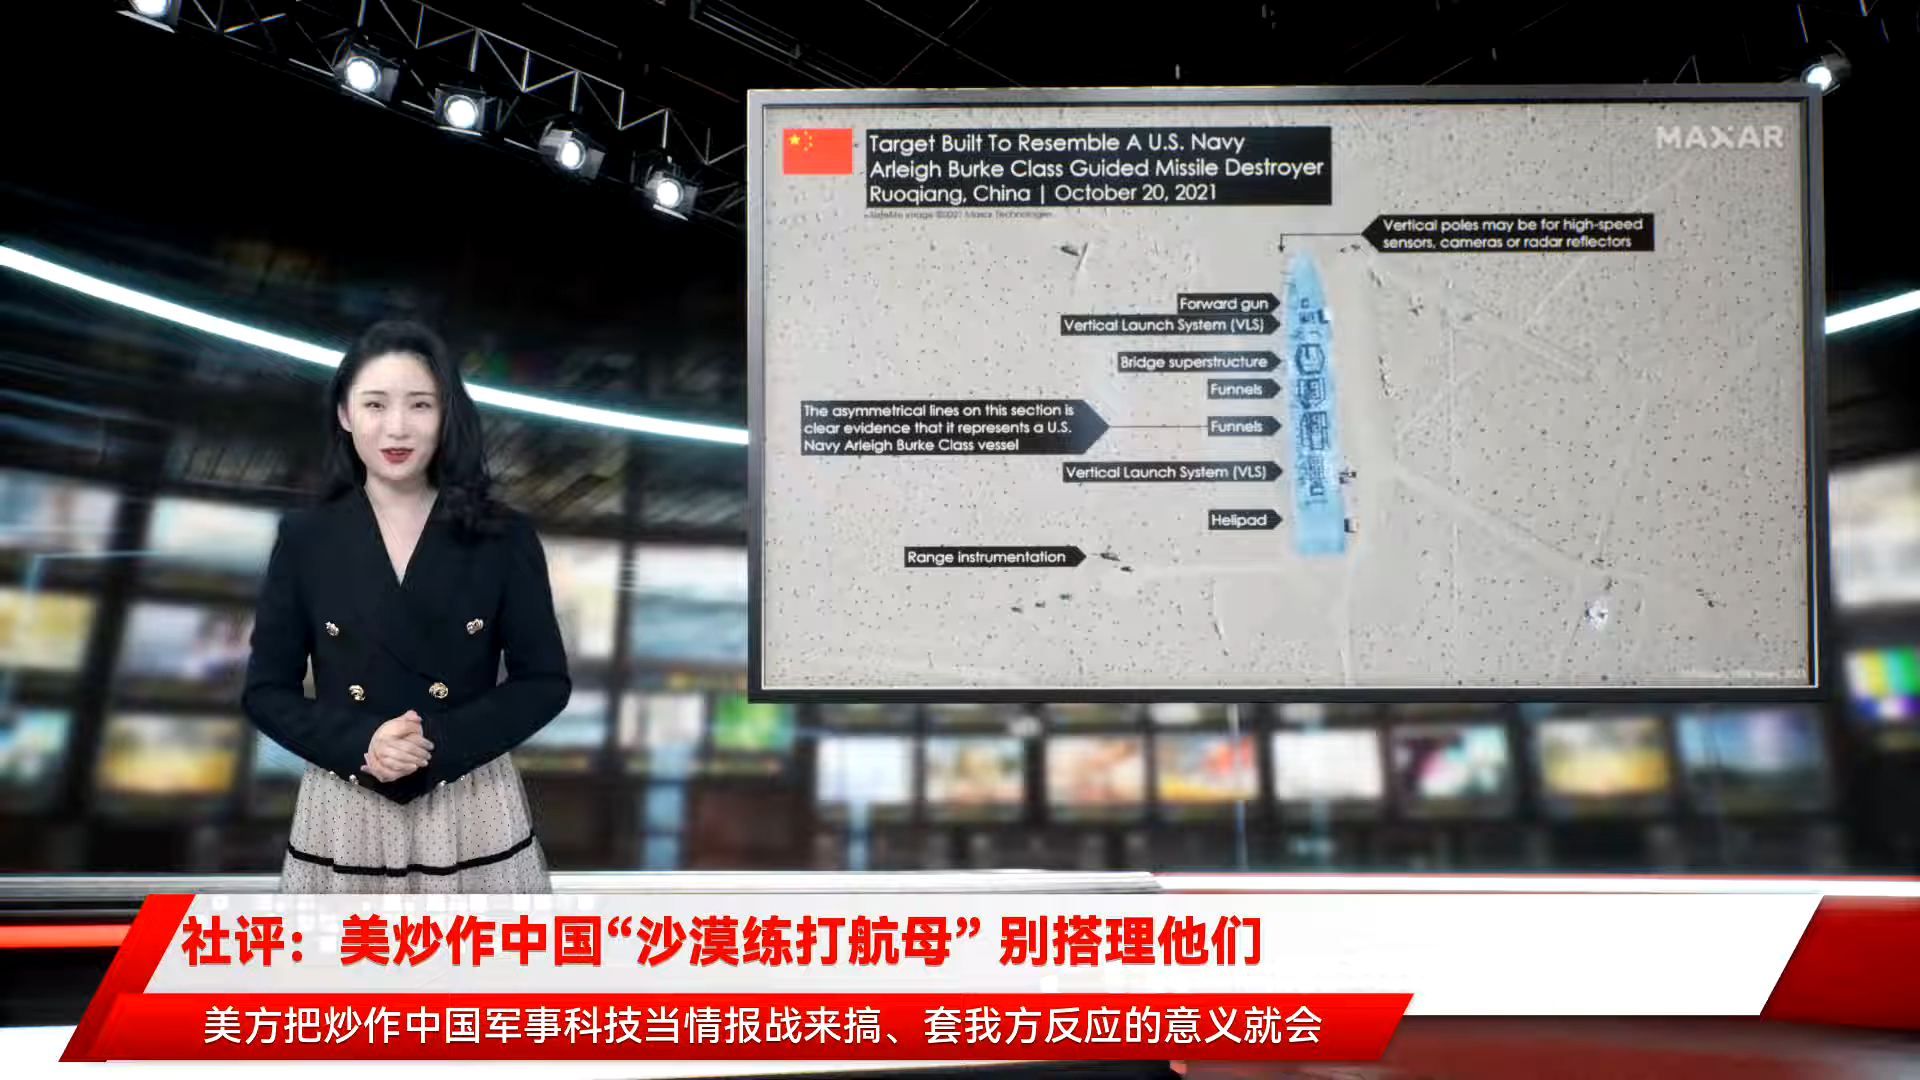 Target Built To Resemble A U.S. Navy
Arleigh Burke Class Guided Missile Destroyer
Ruoqiang, China | October 20, 2021
Satellite image ©2021 Maxar Technologies
MAXAR
Vertical poles may be for high-speed
sensors, cameras or radar reflectors
Forward gun
Vertical Launch System (VLS)
Bridge superstructure
Funnels
The asymmetrical lines on this section is
clear evidence that it represents a U.S.
Navy Arleigh Burke Class vessel
Funnels
Vertical Launch System (VLS)
Helipad
Range instrumentation
社评：美炒作中国“沙漠练打航母” 别搭理他们
美方把炒作中国军事科技当情报战来搞、套我方反应的意义就会